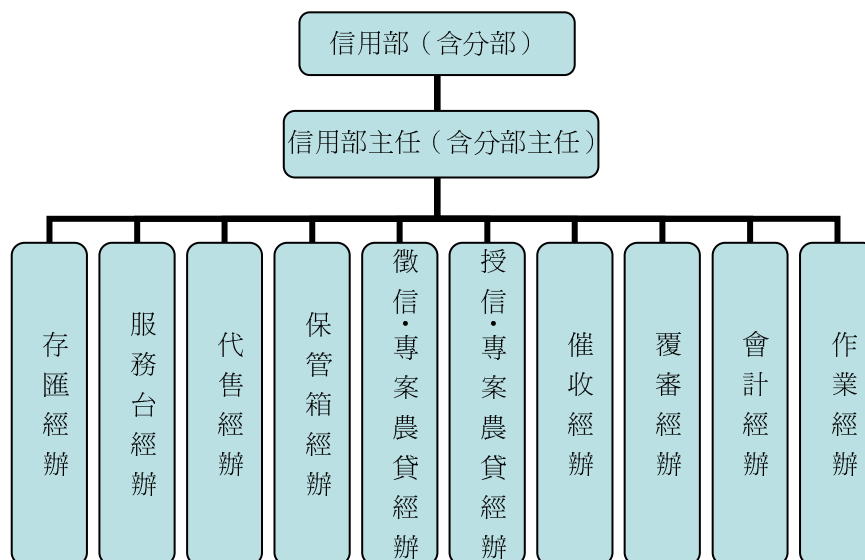 信用部（含分部）
信用部主任（含分部主任）
存匯經辦
服務台經辦
代售經辦
保管箱經辦
徵信·專案農貸經辦
授信·專案農貸經辦
催收經辦
覆審經辦
會計經辦
作業經辦